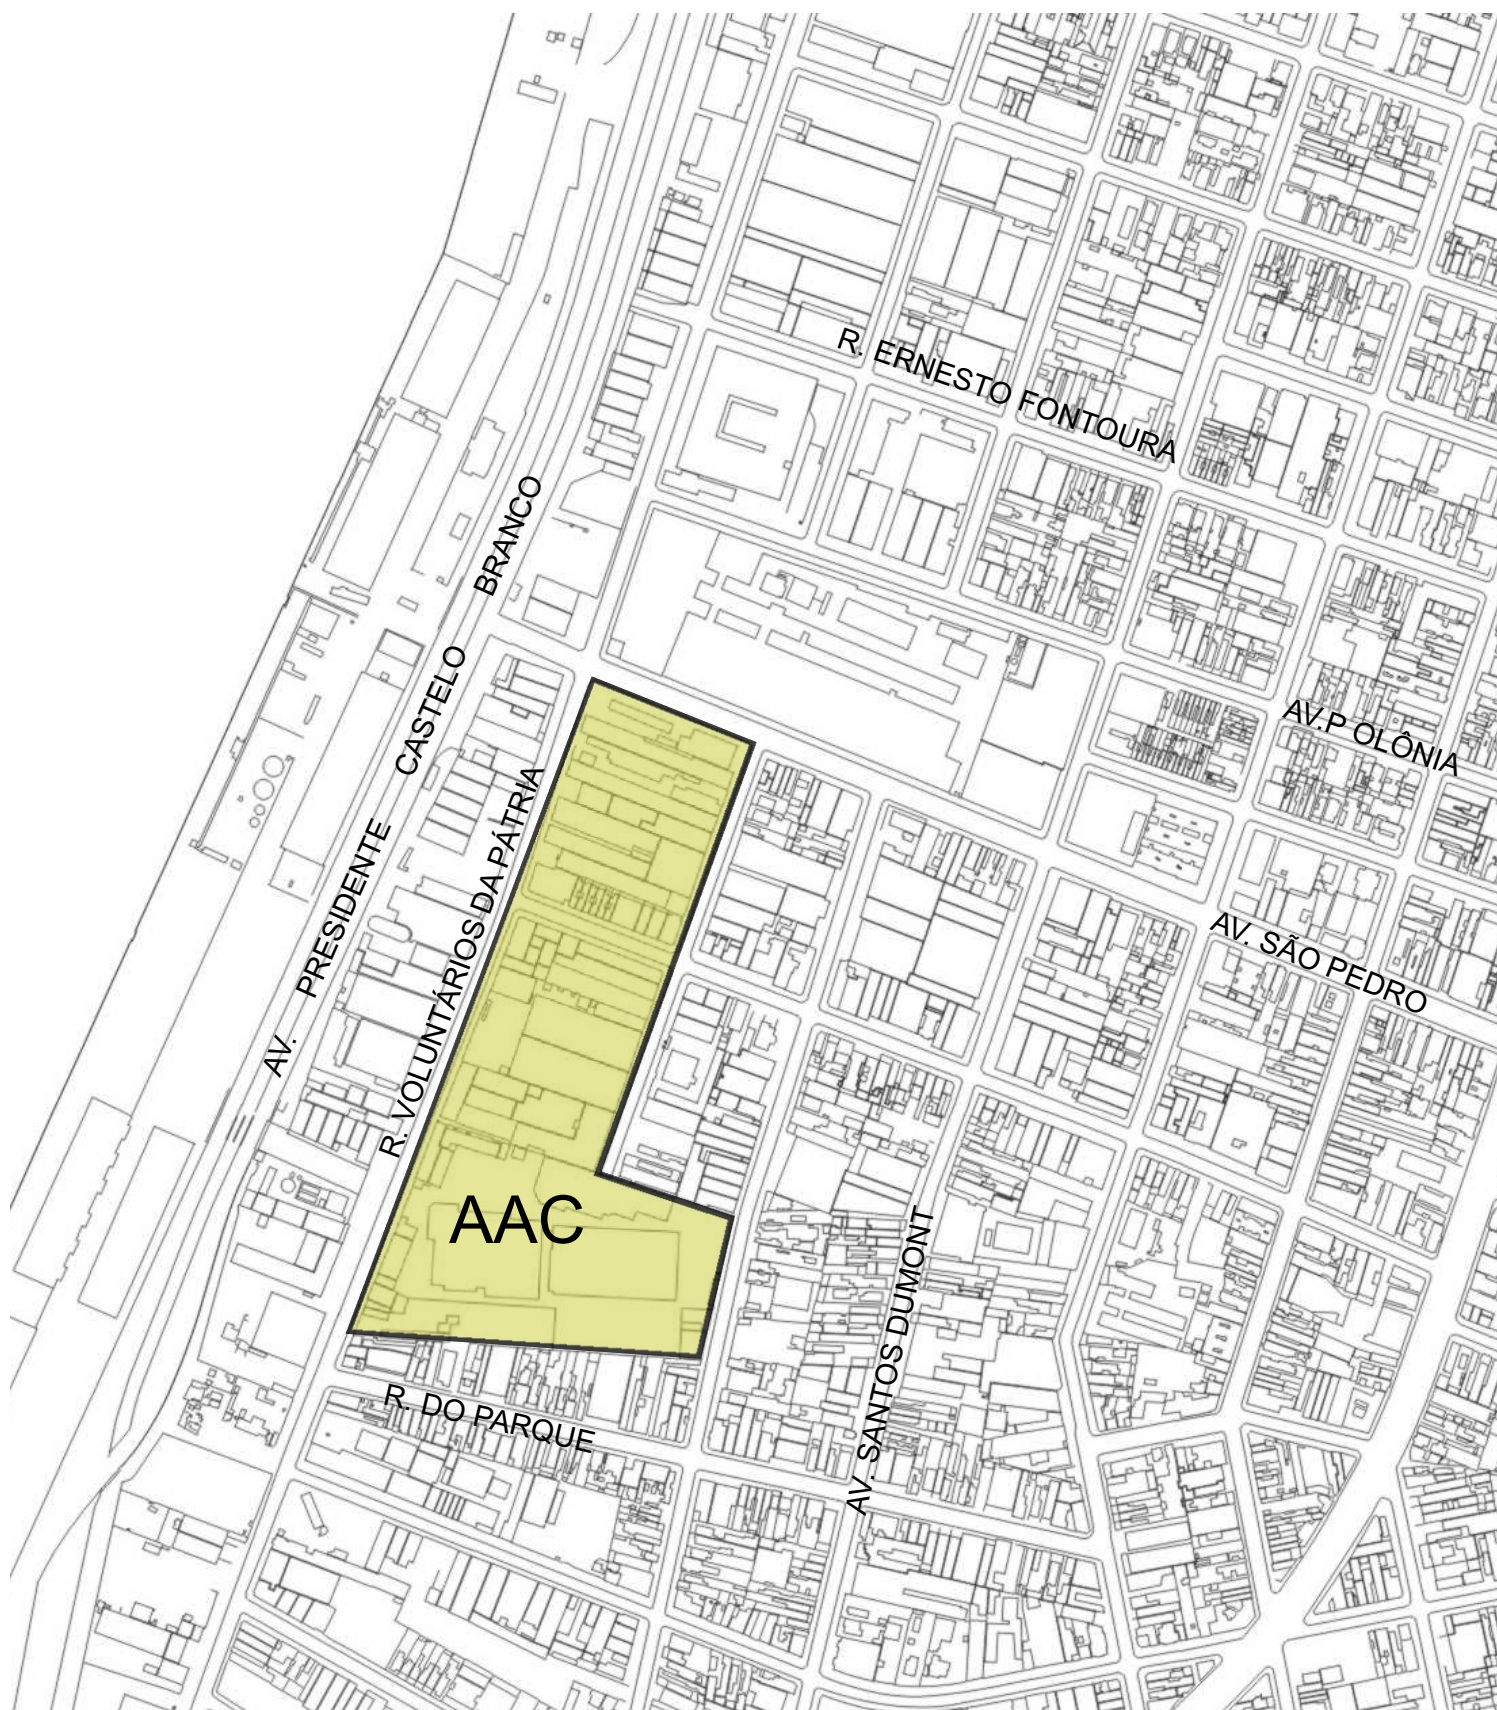 R. ERNESTO FONTOURA
AV. PRESIDENTE CASTELO BRANCO
AV.P OLÔNIA
R. VOLUNTÁRIOS DA PÁTRIA
AV. SÃO PEDRO
AAC
AV. SANTOS DUMONT
R. DO PARQUE